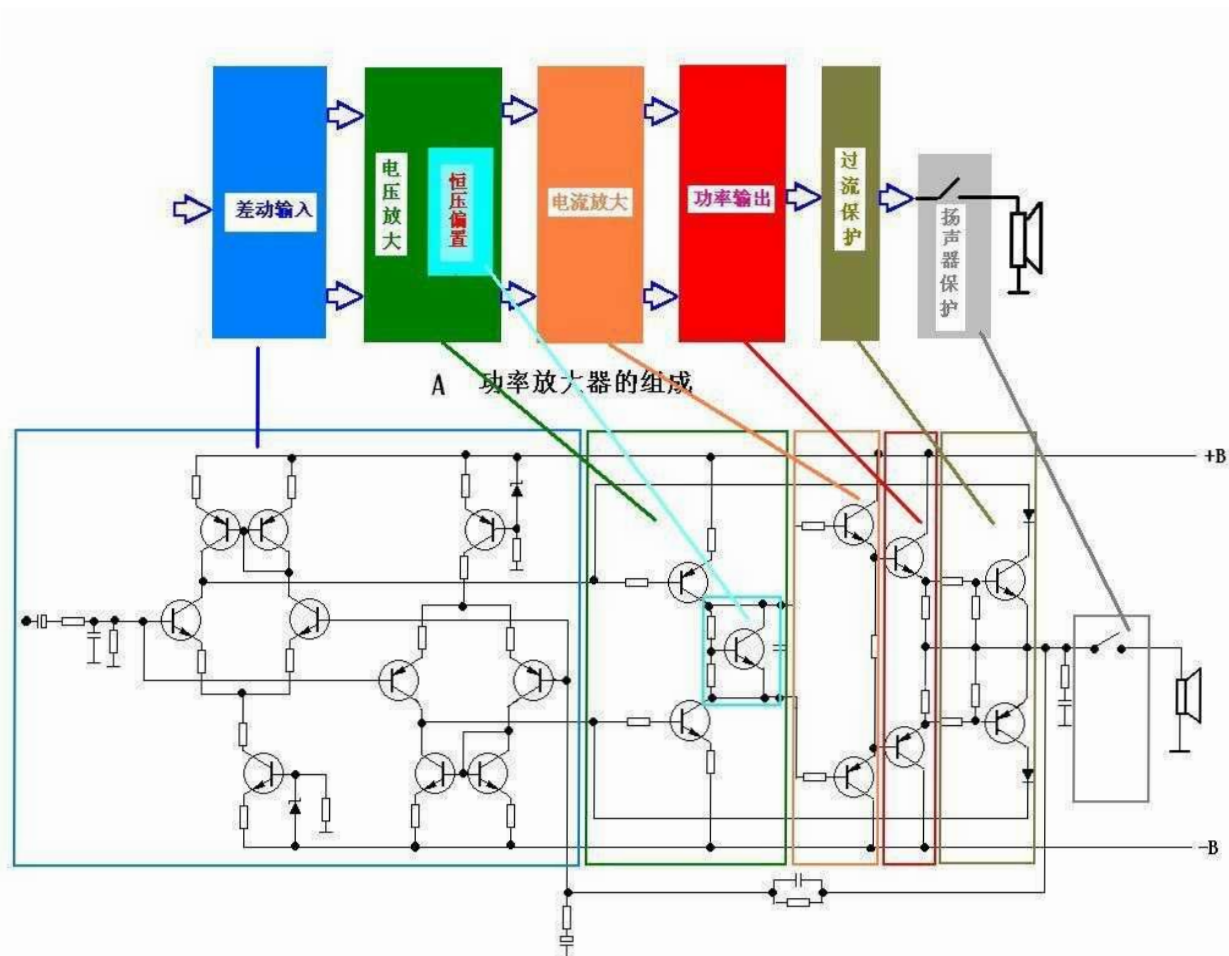 差动输入
电压放大
恒压偏置
电流放大
功率输出
过流保护
扬声器保护
A 功率放大器的组成
+B
-B